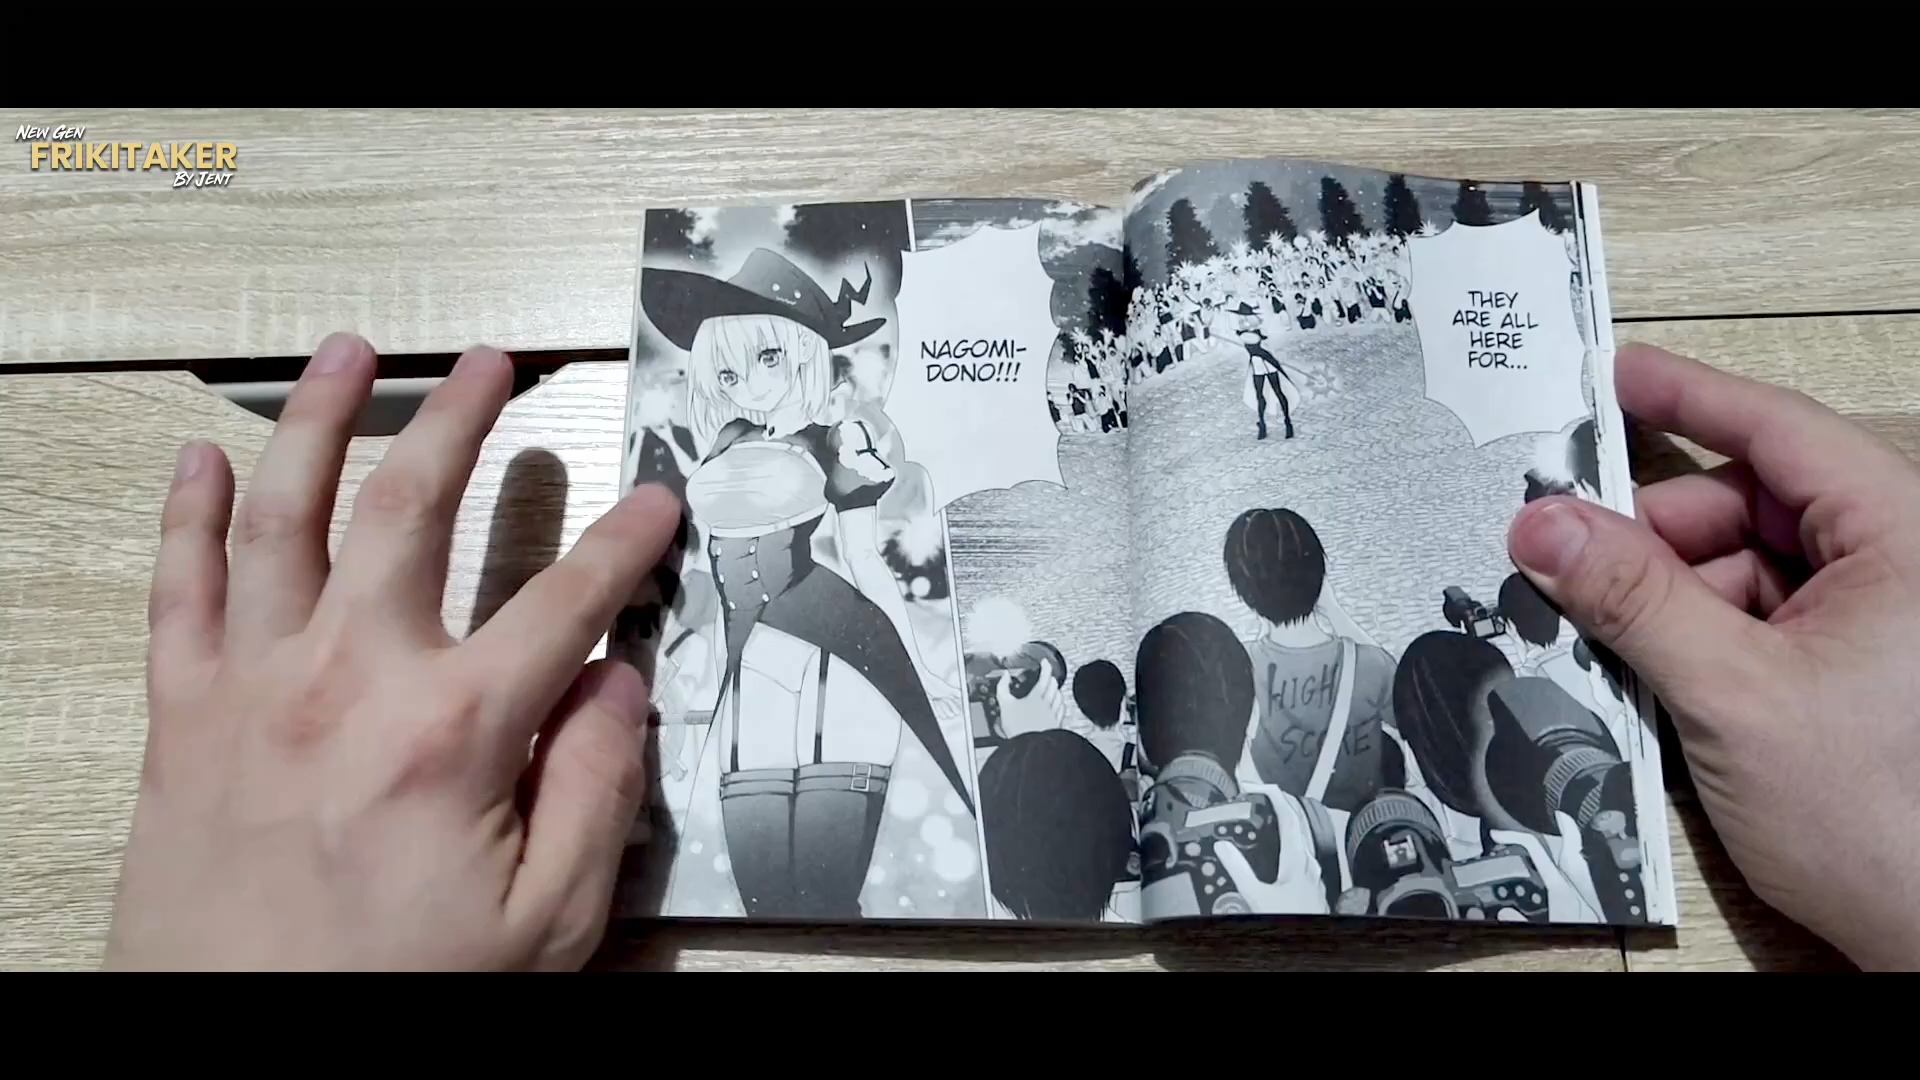 New Gen
FRIKITAKER
By Jent
THEY
ARE ALL
HERE
FOR...
NAGOMI-
DONO!!!
HIGH
SCORE